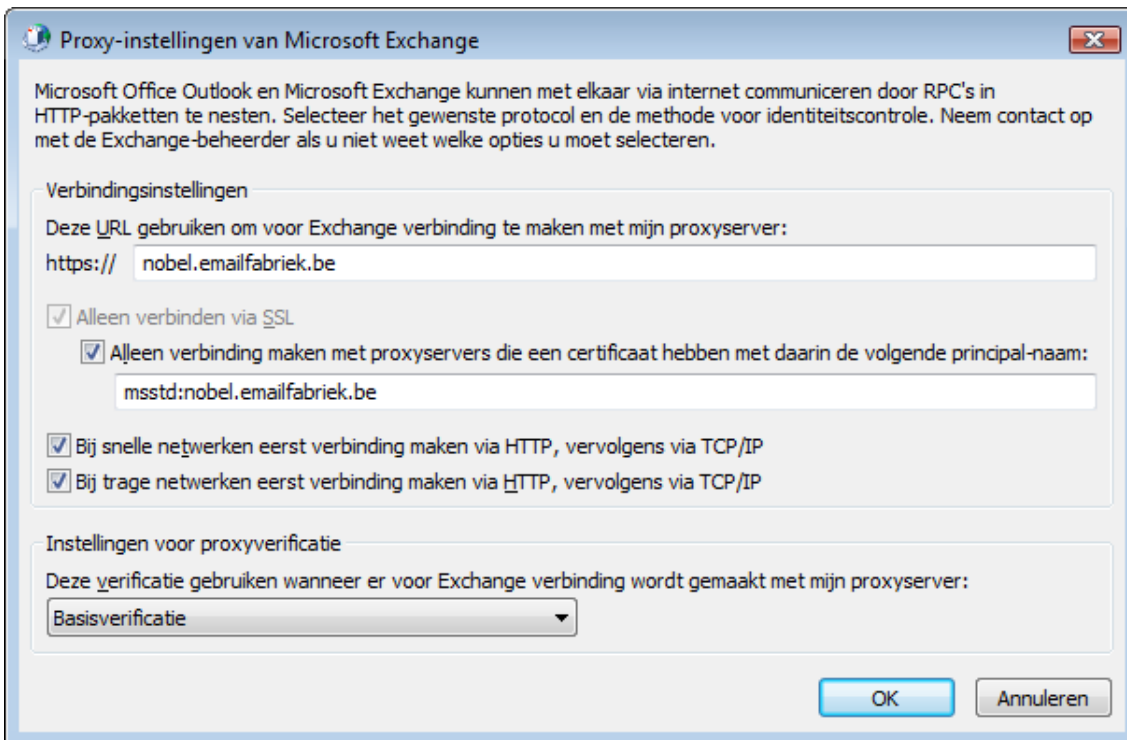 Proxy-instellingen van Microsoft Exchange
Microsoft Office Outlook en Microsoft Exchange kunnen met elkaar via internet communiceren door RPC's in
HTTP-pakketten te nesten. Selecteer het gewenste protocol en de methode voor identiteitscontrole. Neem contact op
met de Exchange-beheerder als u niet weet welke opties u moet selecteren.
Verbindingsinstellingen
Deze URL gebruiken om voor Exchange verbinding te maken met mijn proxyserver:
https:// nobel.emailfabriek.be
Alleen verbinden via SSL
Alleen verbinding maken met proxyservers die een certificaat hebben met daarin de volgende principal-naam:
msstd:nobel.emailfabriek.be
Bij snelle netwerken eerst verbinding maken via HTTP, vervolgens via TCP/IP
Bij trage netwerken eerst verbinding maken via HTTP, vervolgens via TCP/IP
Instellingen voor proxyverificatie
Deze verificatie gebruiken wanneer er voor Exchange verbinding wordt gemaakt met mijn proxyserver:
Basisverificatie
OK Annuleren